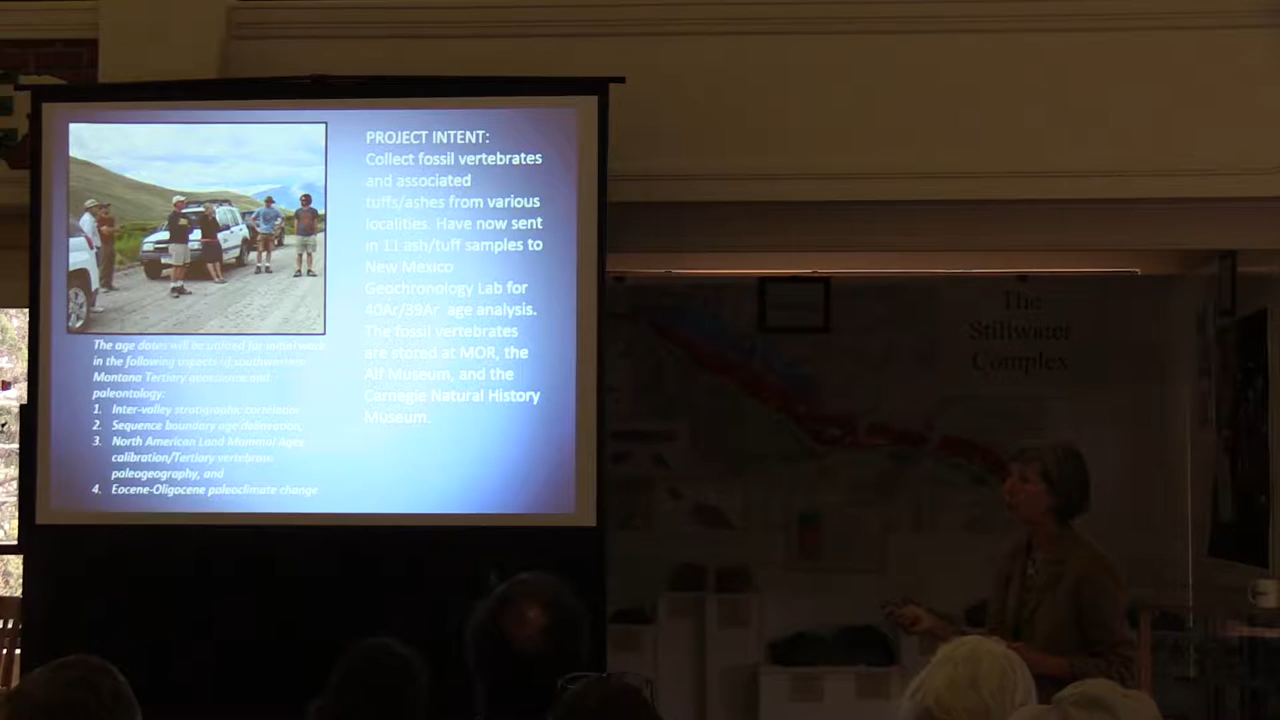 PROJECT INTENT:
Collect fossil vertebrates
and associated
tuffs/ashes from various
localities. Have now sent
in 11 ash/tuff samples to
New Mexico
Geochronology Lab for
40Ar/39Ar age analysis.
The fossil vertebrates
are stored at MOR, the
Alf Museum, and the
Carnegie Natural History
Museum.
The age dates will be utilized for initial work
in the following aspects of southwestern
Montana Tertiary geoscience and
paleontology:
1. Inter-valley stratigraphic correlation,
2. Sequence boundary age delineation,
3. North American Land Mammal Ages
calibration/Tertiary vertebrate
paleogeography, and
4. Eocene-Oligocene paleoclimate change
The
Stillwater
Complex